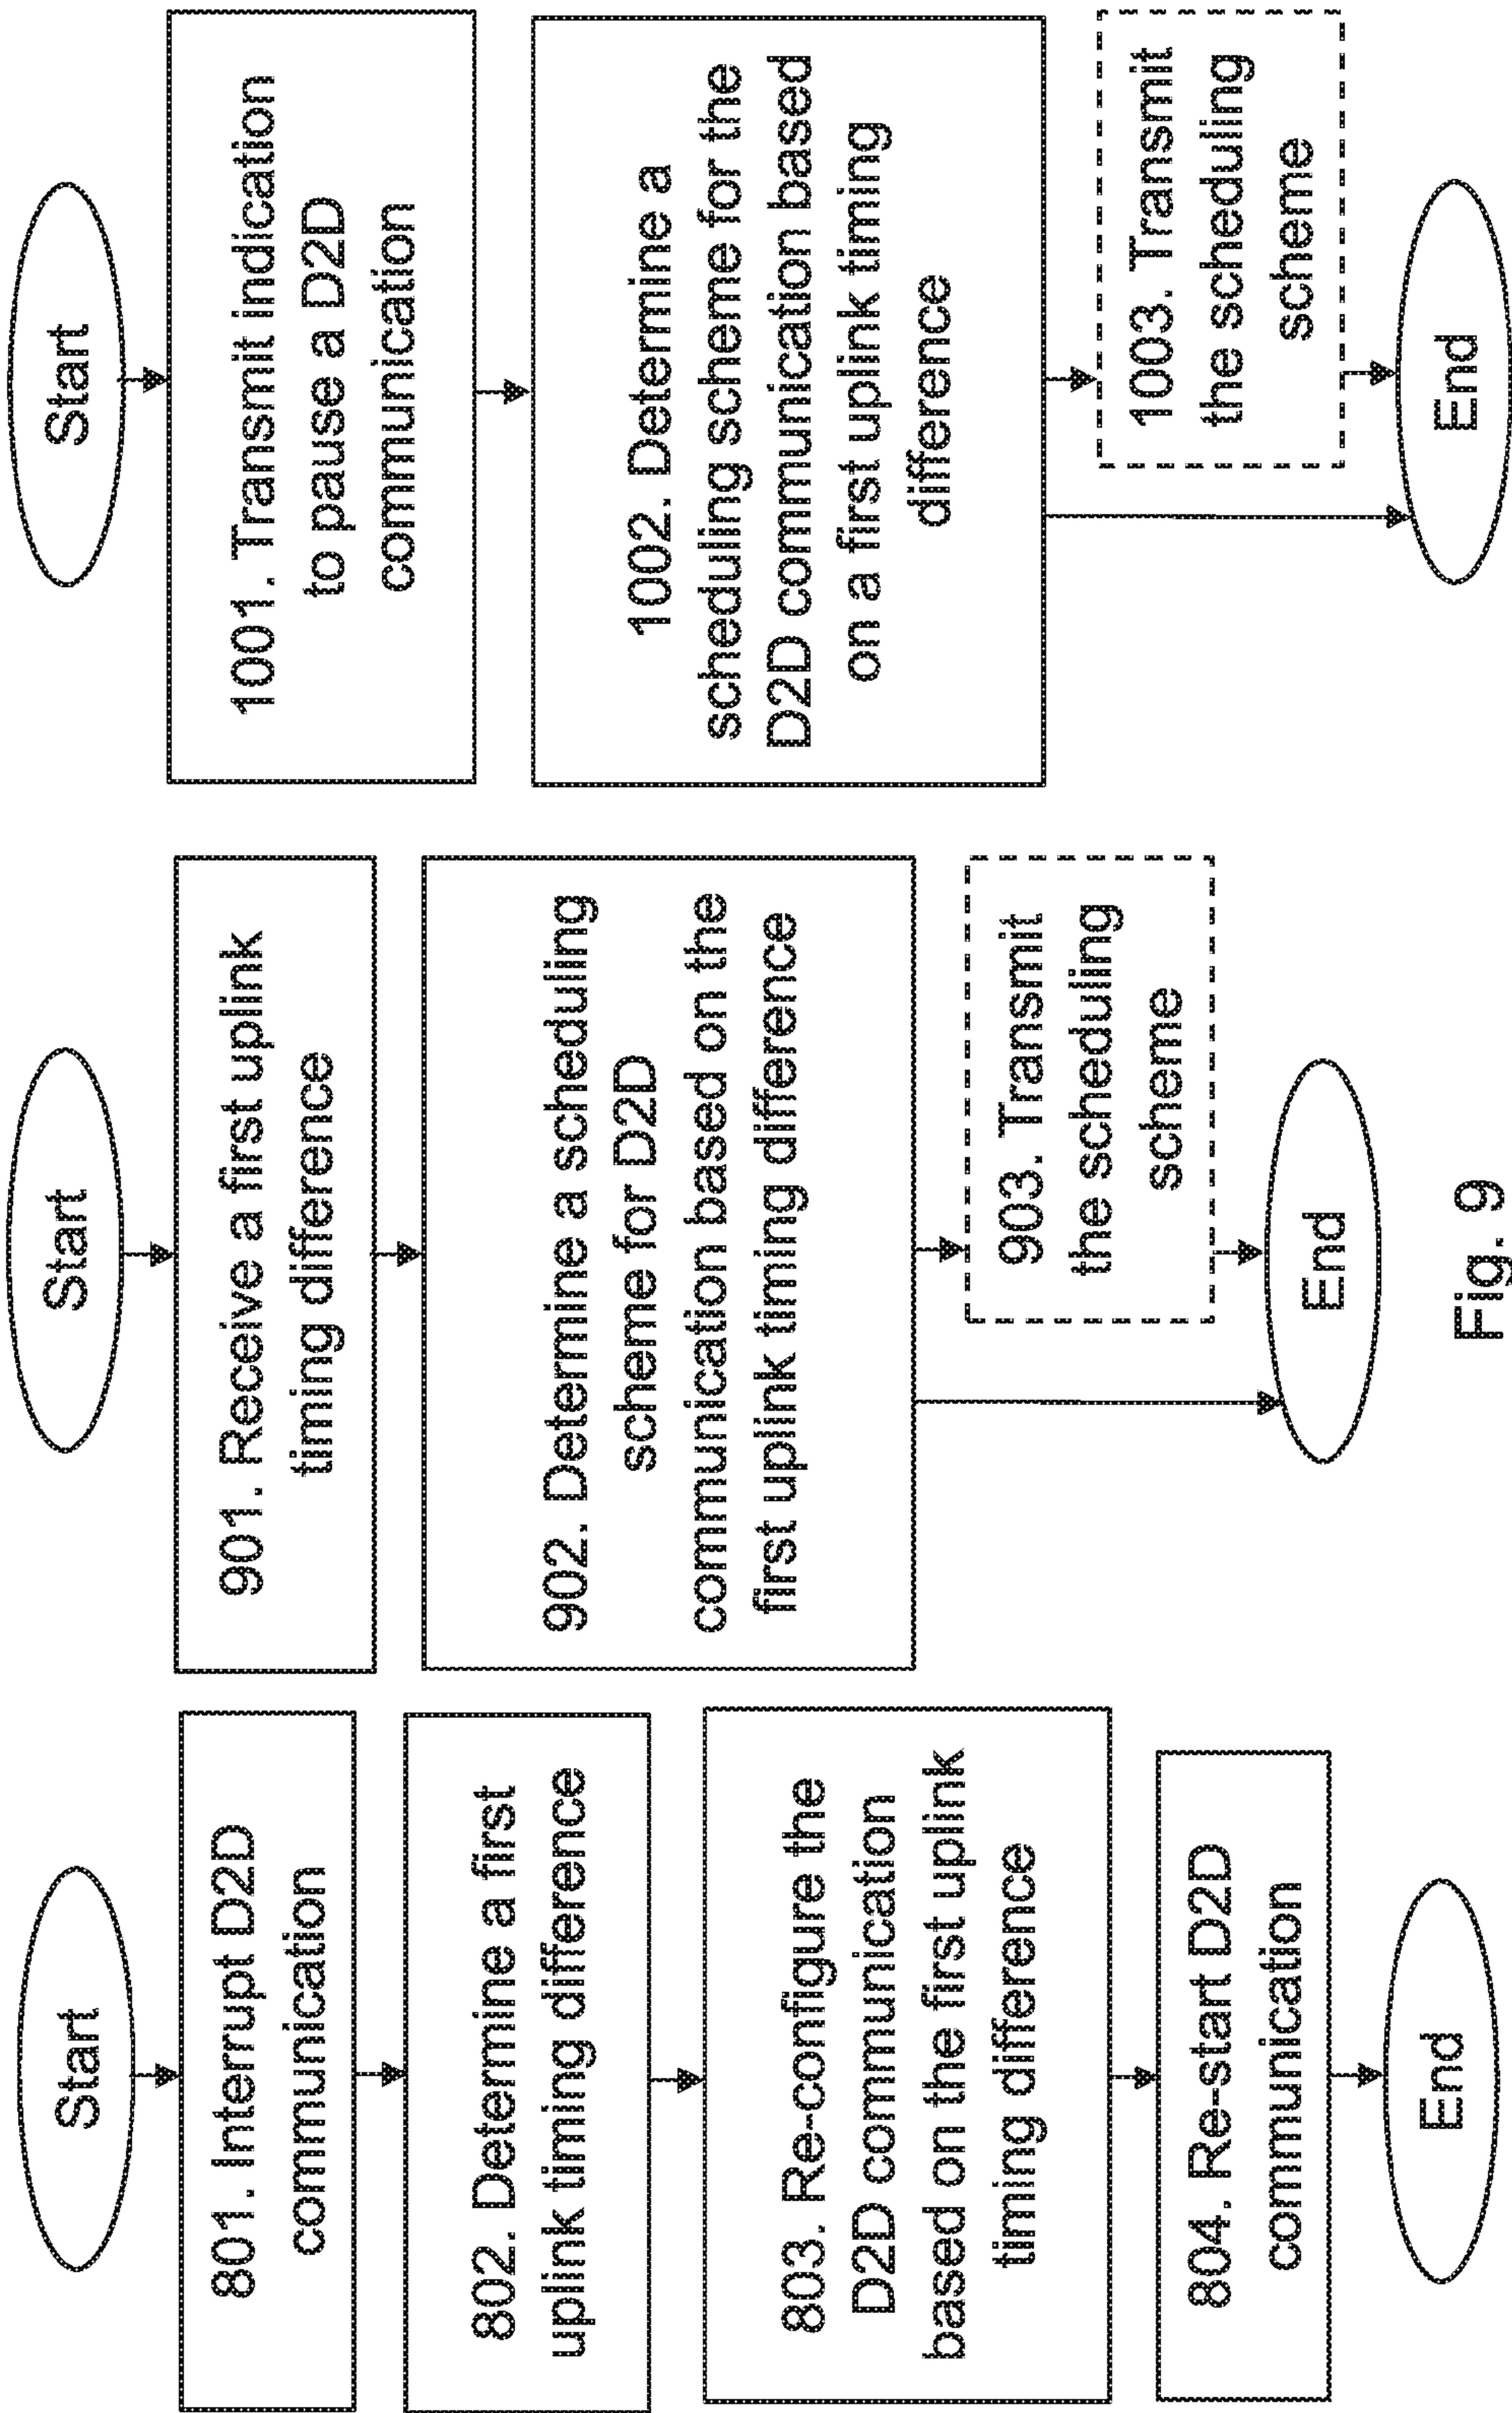 Start
801. Interrupt D2D
communication
802. Determine a first
uplink timing difference
803. Re-configure the
D2D communication
based on the first uplink
timing difference
804. Re-start D2D
communication
End
Start
901. Receive a first uplink
timing difference
902. Determine a scheduling
scheme for D2D
communication based on the
first uplink timing difference
903. Transmit
the scheduling
scheme
End
Fig. 9
Start
1001. Transmit indication
to pause a D2D
communication
1002. Determine a
scheduling scheme for the
D2D communication based
on a first uplink timing
difference
1003. Transmit
the scheduling
scheme
End